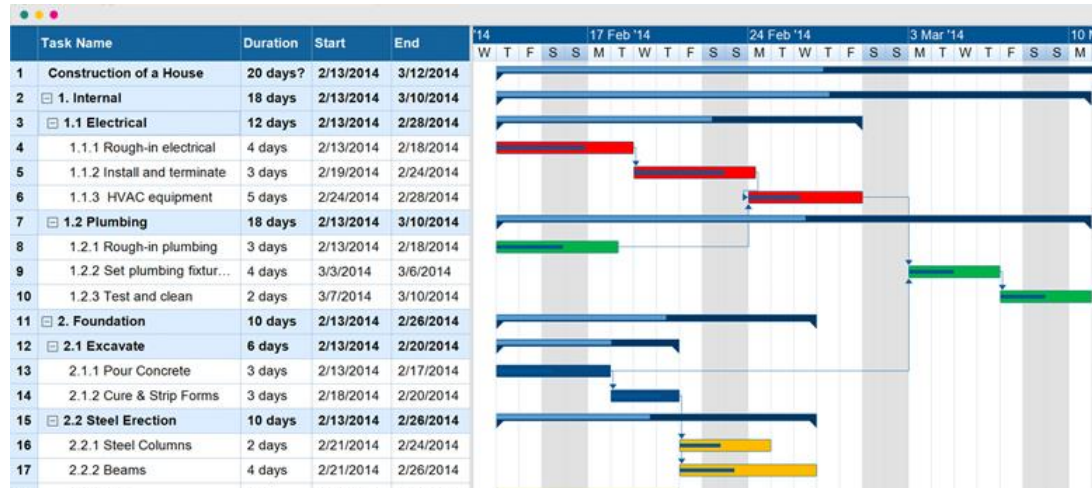 Task Name Duration Start End '14 17 Feb '14 24 Feb '14 3 Mar '14 10 M
W T F S S M T W T F S S M T W T F S S M T W T F S S M
1 Construction of a House 20 days? 2/13/2014 3/12/2014
2 1. Internal 18 days 2/13/2014 3/10/2014
3 1.1 Electrical 12 days 2/13/2014 2/28/2014
4 1.1.1 Rough-in electrical 4 days 2/13/2014 2/18/2014
5 1.1.2 Install and terminate 3 days 2/19/2014 2/24/2014
6 1.1.3 HVAC equipment 5 days 2/24/2014 2/28/2014
7 1.2 Plumbing 18 days 2/13/2014 3/10/2014
8 1.2.1 Rough-in plumbing 3 days 2/13/2014 2/18/2014
9 1.2.2 Set plumbing fixtur... 4 days 3/3/2014 3/6/2014
10 1.2.3 Test and clean 2 days 3/7/2014 3/10/2014
11 2. Foundation 10 days 2/13/2014 2/26/2014
12 2.1 Excavate 6 days 2/13/2014 2/20/2014
13 2.1.1 Pour Concrete 3 days 2/13/2014 2/17/2014
14 2.1.2 Cure & Strip Forms 3 days 2/18/2014 2/20/2014
15 2.2 Steel Erection 10 days 2/13/2014 2/26/2014
16 2.2.1 Steel Columns 2 days 2/21/2014 2/24/2014
17 2.2.2 Beams 4 days 2/21/2014 2/26/2014